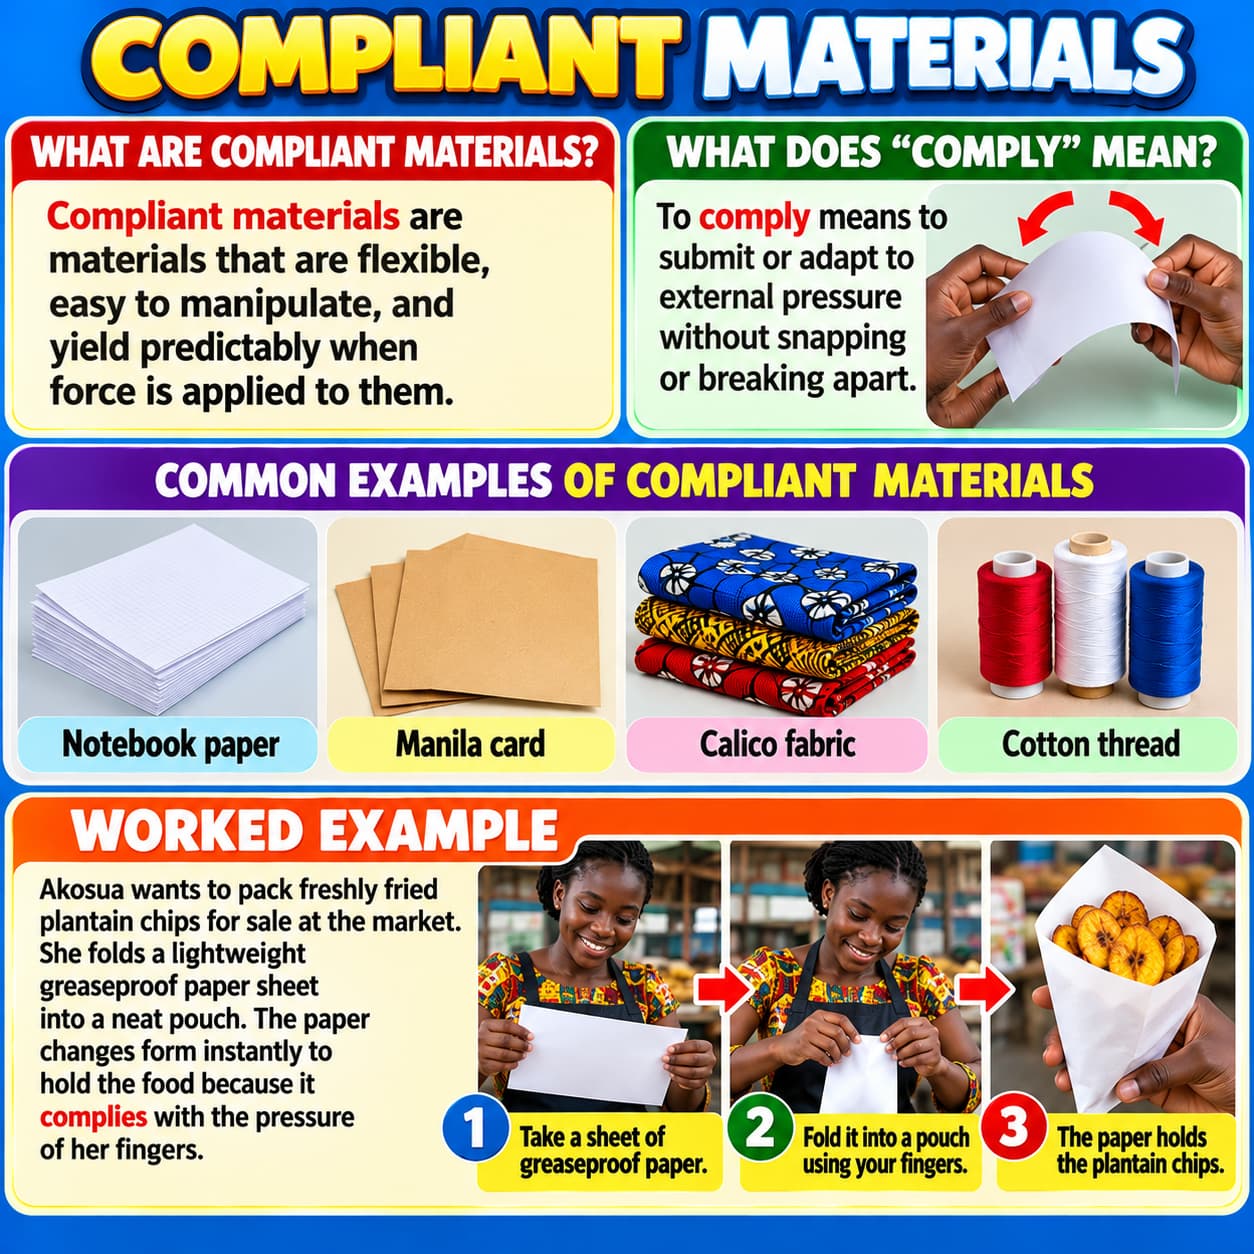 COMPLIANT MATERIALS
WHAT ARE COMPLIANT MATERIALS?
Compliant materials are
materials that are flexible,
easy to manipulate, and
yield predictably when
force is applied to them.
WHAT DOES “COMPLY” MEAN?
To comply means to
submit or adapt to
external pressure
without snapping
or breaking apart.
COMMON EXAMPLES OF COMPLIANT MATERIALS
Notebook paper
Manila card
Calico fabric
Cotton thread
WORKED EXAMPLE
Akosua wants to pack freshly fried
plantain chips for sale at the market.
She folds a lightweight
greaseproof paper sheet
into a neat pouch. The paper
changes form instantly to
hold the food because it
complies with the pressure
of her fingers.
1
Take a sheet of
greaseproof paper.
2
Fold it into a pouch
using your fingers.
3
The paper holds
the plantain chips.